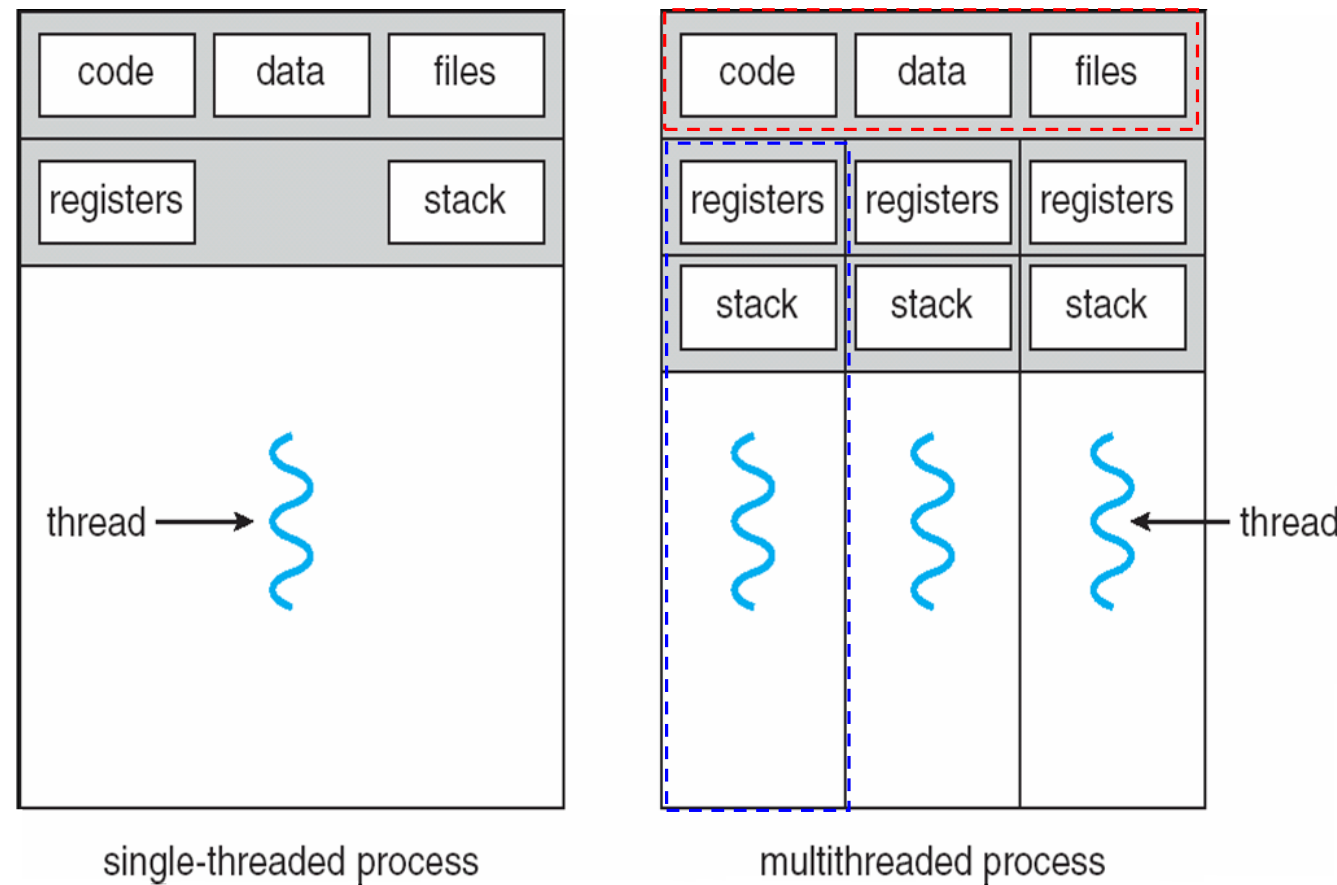 code data files
registers stack
thread
single-threaded process
code data files
registers registers registers
stack stack stack
thread
multithreaded process